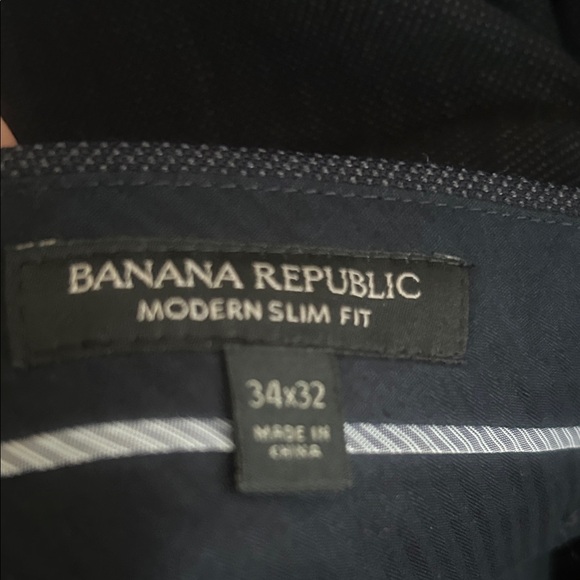 BANANA REPUBLIC
MODERN SLIM FIT
34x32
MADE IN
CHINA